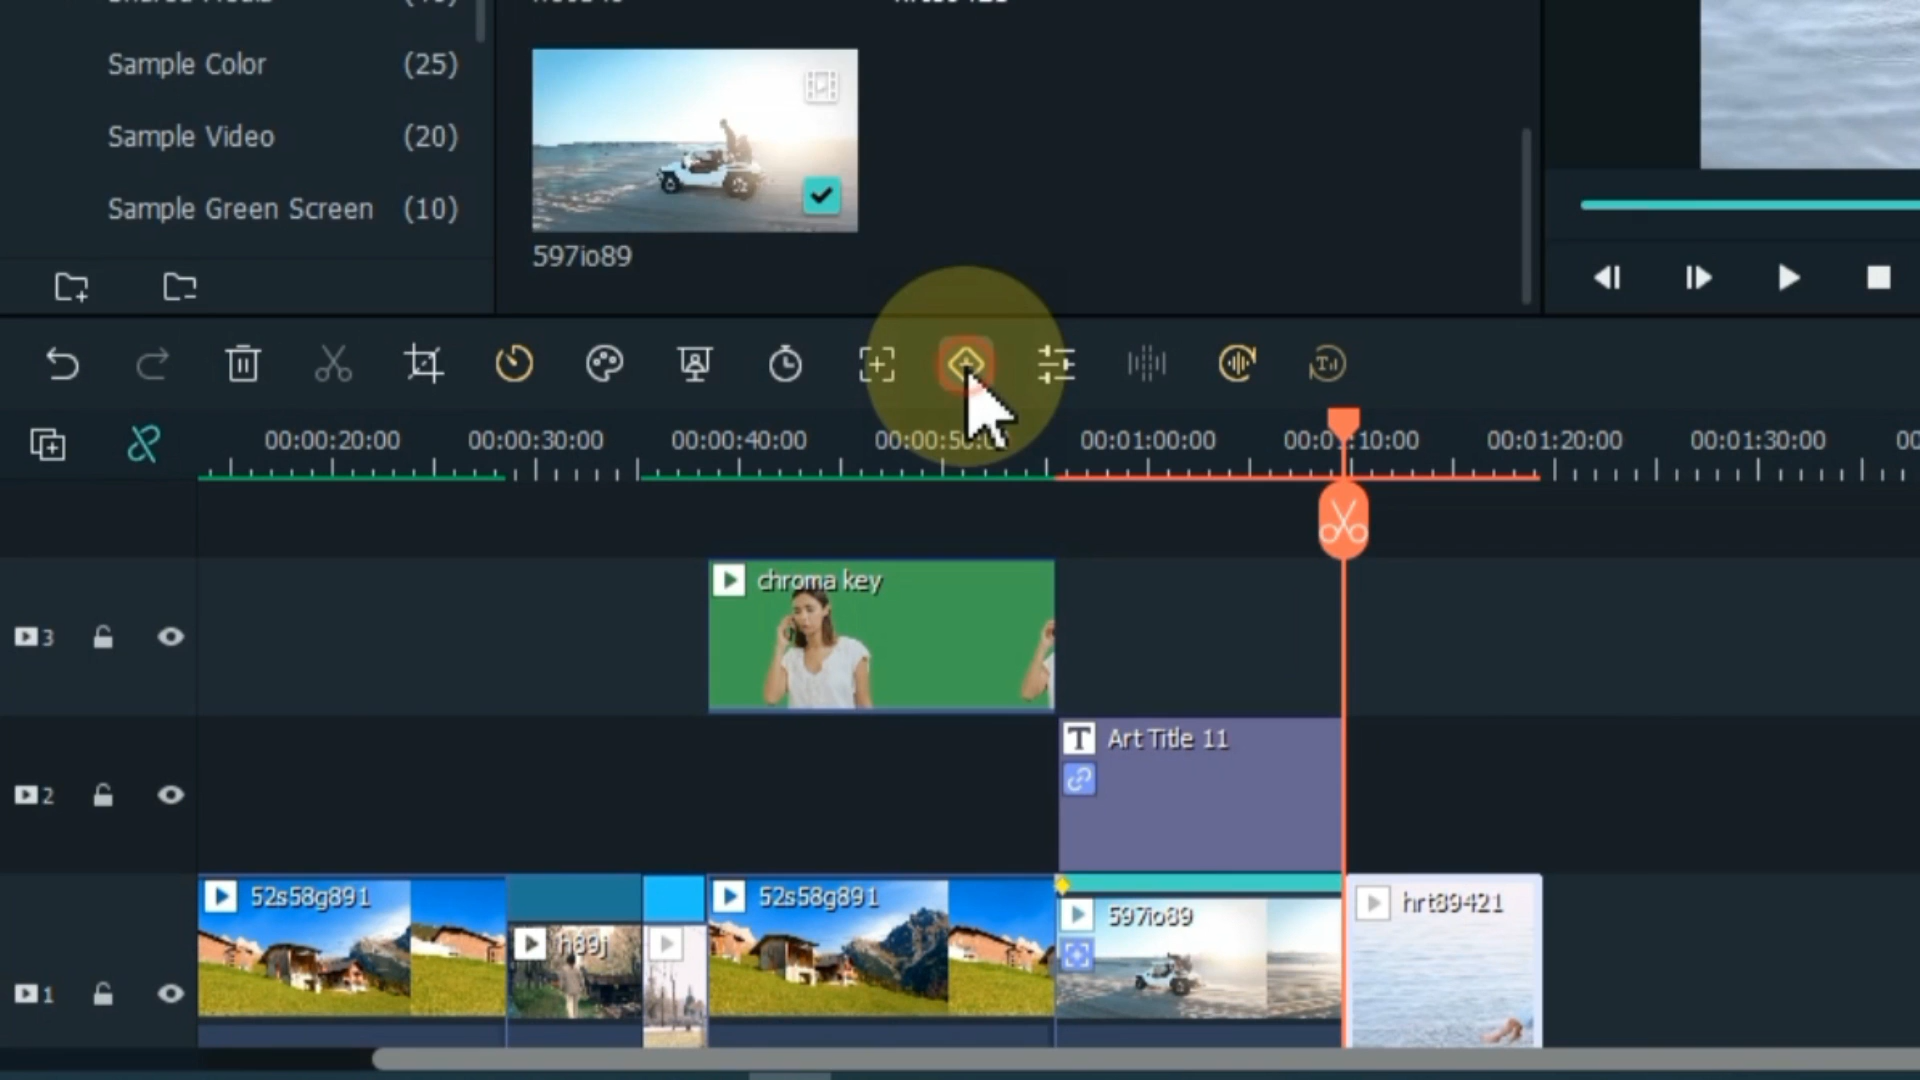 Sample Color (25)
Sample Video (20)
Sample Green Screen (10)
597io89
00:00:20:00 00:00:30:00 00:00:40:00 00:01:00:00 00:01:20:00 00:01:30:00
chroma key
3
Art Title 11
2
52s58g891 h89j 52s58g891 597io89 hrt89421
1